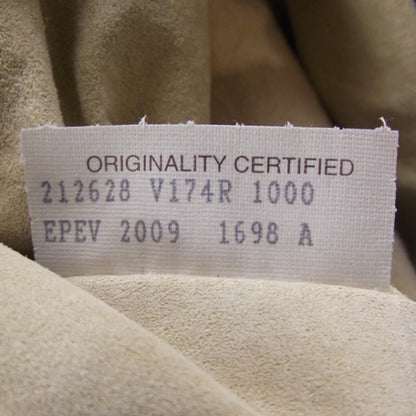 ORIGINALITY CERTIFIED
212628 V174R 1000
EPEV 2009 1698 A